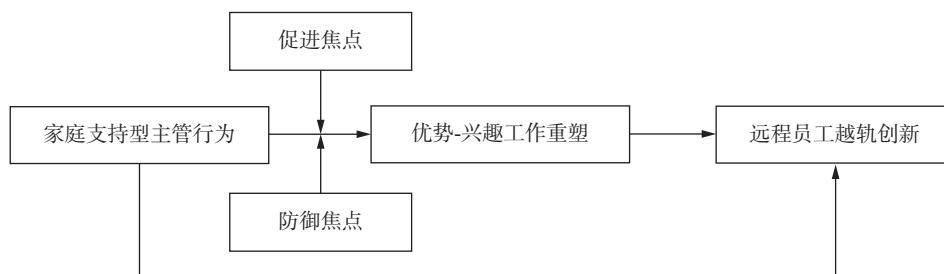 促进焦点
家庭支持型主管行为
优势-兴趣工作重塑
远程员工越轨创新
防御焦点